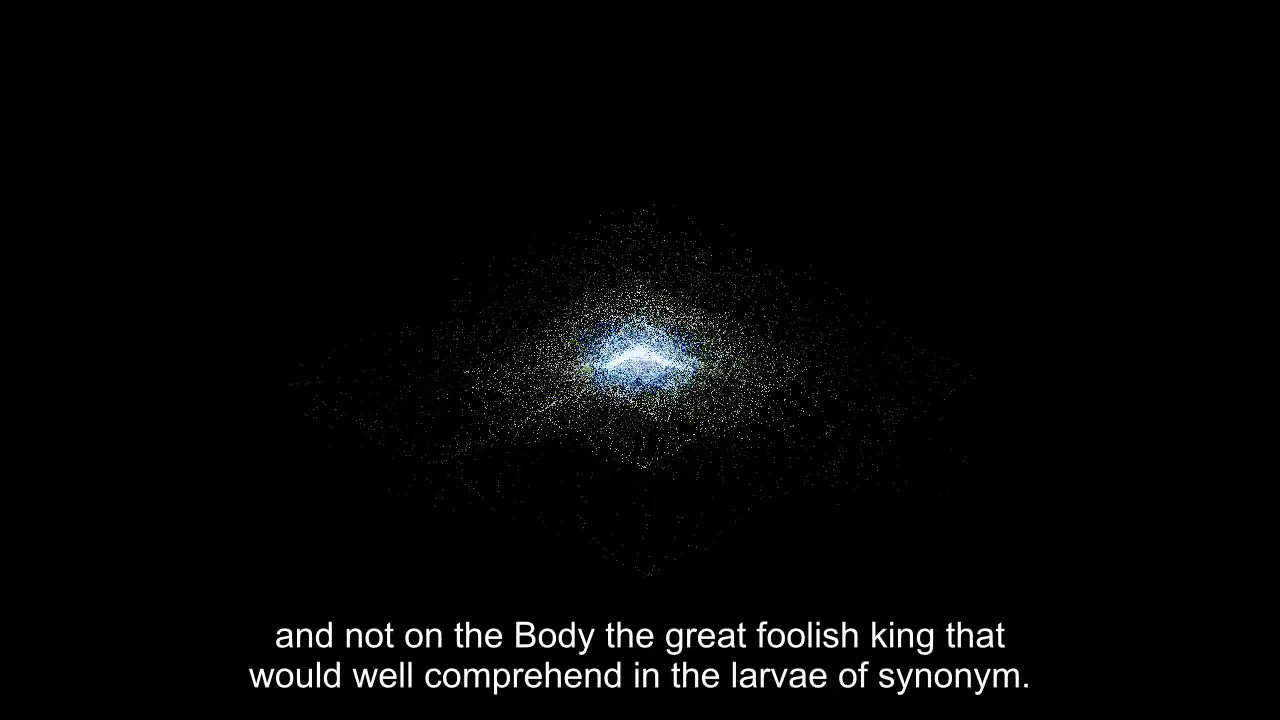 and not on the Body the great foolish king that
would well comprehend in the larvae of synonym.